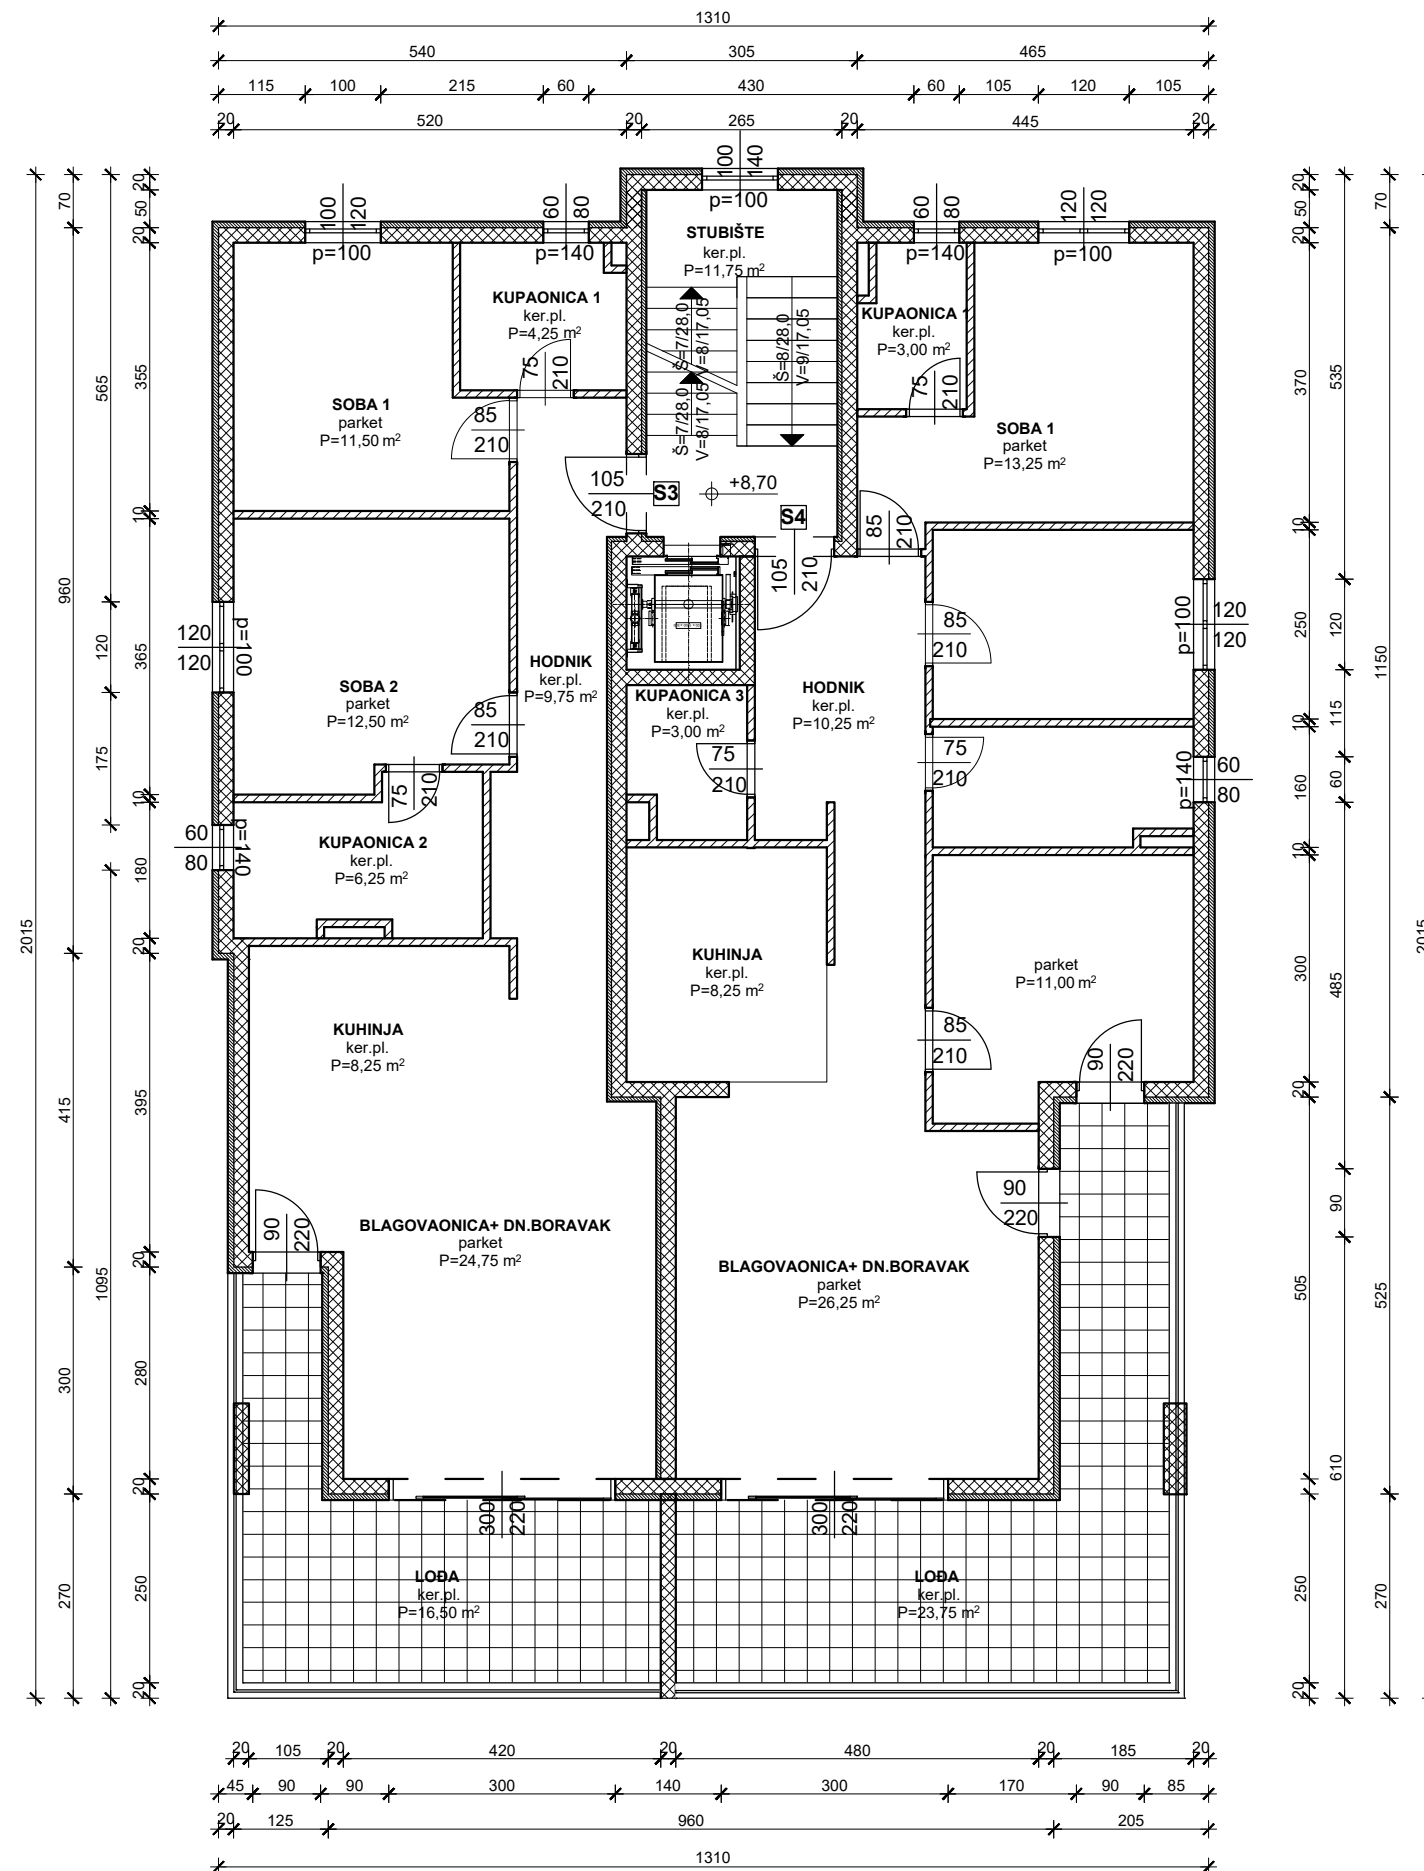 1310
540 305 465
115 100 215 60 430 60 105 120 105
20 520 20 265 20 445 20
100
140
p=100
100
120
p=100
60
80
p=140
60
80
p=140
120
120
p=100
STUBIŠTE
ker.pl.
P=11,75 m²
Š=7/28,0
V=8/17,05
Š=7/28,0
V=8/17,05
Š=8/28,0
V=9/17,05
KUPAONICA 1
ker.pl.
P=4,25 m²
75
210
KUPAONICA 1
ker.pl.
P=3,00 m²
75
210
SOBA 1
parket
P=11,50 m²
85
210
SOBA 1
parket
P=13,25 m²
85
210
105
210
S3
+8,70
S4
105
210
SOBA 2
parket
P=12,50 m²
85
210
120
120
p=100
HODNIK
ker.pl.
P=9,75 m²
HODNIK
ker.pl.
P=10,25 m²
85
210
p=100
120
120
KUPAONICA 3
ker.pl.
P=3,00 m²
75
210
75
210
p=140
60
80
75
210
KUPAONICA 2
ker.pl.
P=6,25 m²
60
80
p=140
KUHINJA
ker.pl.
P=8,25 m²
KUHINJA
ker.pl.
P=8,25 m²
parket
P=11,00 m²
85
210
90
220
90
220
90
220
BLAGOVAONICA+ DN.BORAVAK
parket
P=24,75 m²
BLAGOVAONICA+ DN.BORAVAK
parket
P=26,25 m²
300
220
300
220
LOĐA
ker.pl.
P=16,50 m²
LOĐA
ker.pl.
P=23,75 m²
2015
70 960 415 300 270
565 120 175 1095
20 50 20 355 10 365 10 180 20 395 20 280 20 250 20
20 50 20 370 10 250 10 160 10 300 20 505 20 250 20
535 120 115 60 485 90 610
70 1150 525 270
2015
20 105 20 420 20 480 20 185 20
45 90 90 300 140 300 170 90 85
20 125 960 205
1310